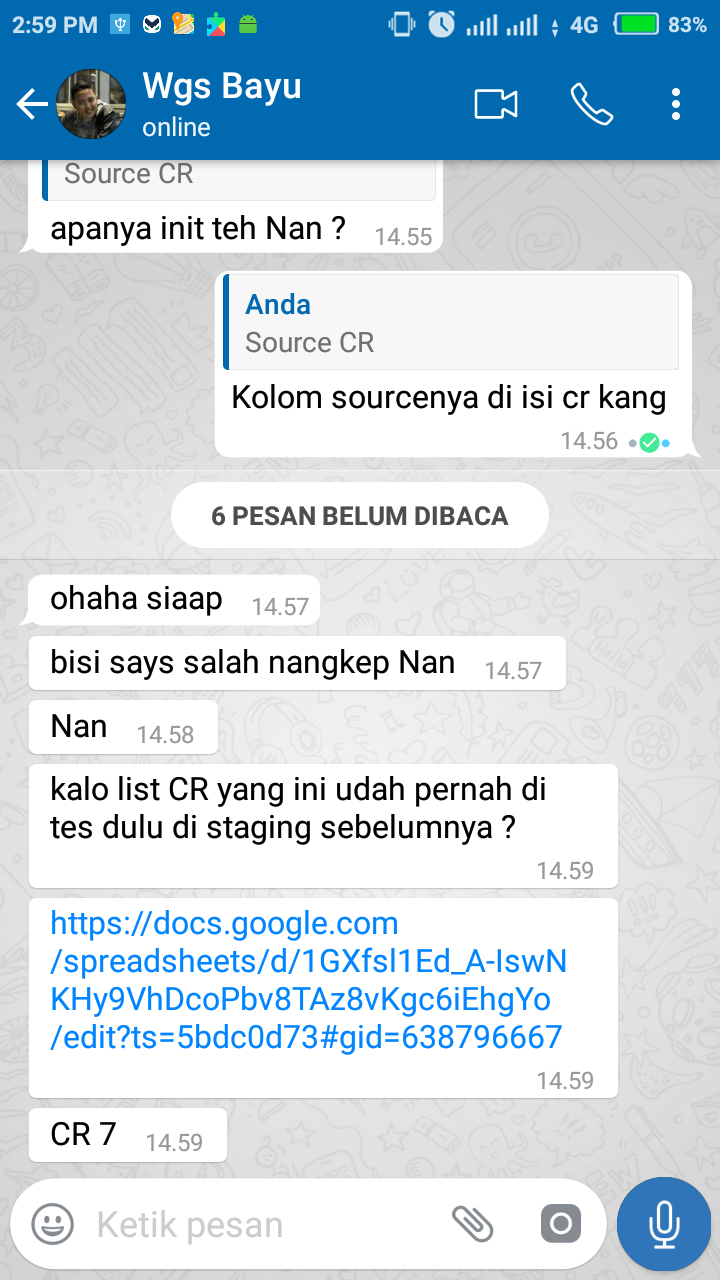 2:59 PM
4G
83%
Wgs Bayu
online
Source CR
apanya init teh Nan ?
14.55
Anda
Source CR
Kolom sourcenya di isi cr kang
14.56
6 PESAN BELUM DIBACA
ohaha siaap
14.57
bisi says salah nangkep Nan
14.57
Nan
14.58
kalo list CR yang ini udah pernah di
tes dulu di staging sebelumnya ?
14.59
https://docs.google.com
/spreadsheets/d/1GXfsl1Ed_A-IswN
KHy9VhDcoPbv8TAz8vKgc6iEhgYo
/edit?ts=5bdc0d73#gid=638796667
14.59
CR 7
14.59
Ketik pesan